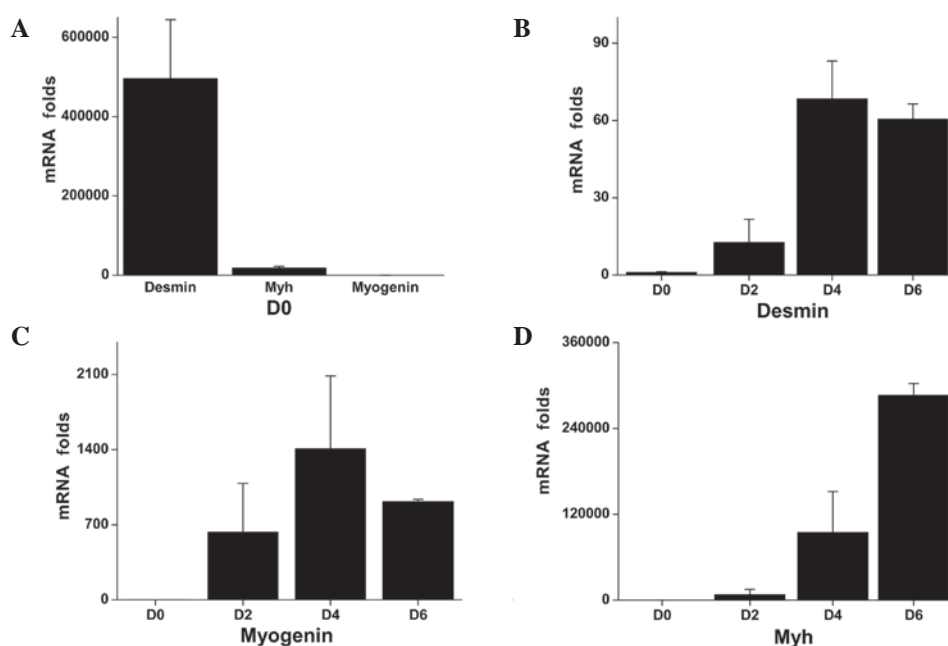 A
mRNA folds
600000
400000
200000
0
Desmin Myh Myogenin
D0
B
mRNA folds
90
60
30
0
D0 D2 D4 D6
Desmin
C
mRNA folds
2100
1400
700
0
D0 D2 D4 D6
Myogenin
D
mRNA folds
360000
240000
120000
0
D0 D2 D4 D6
Myh